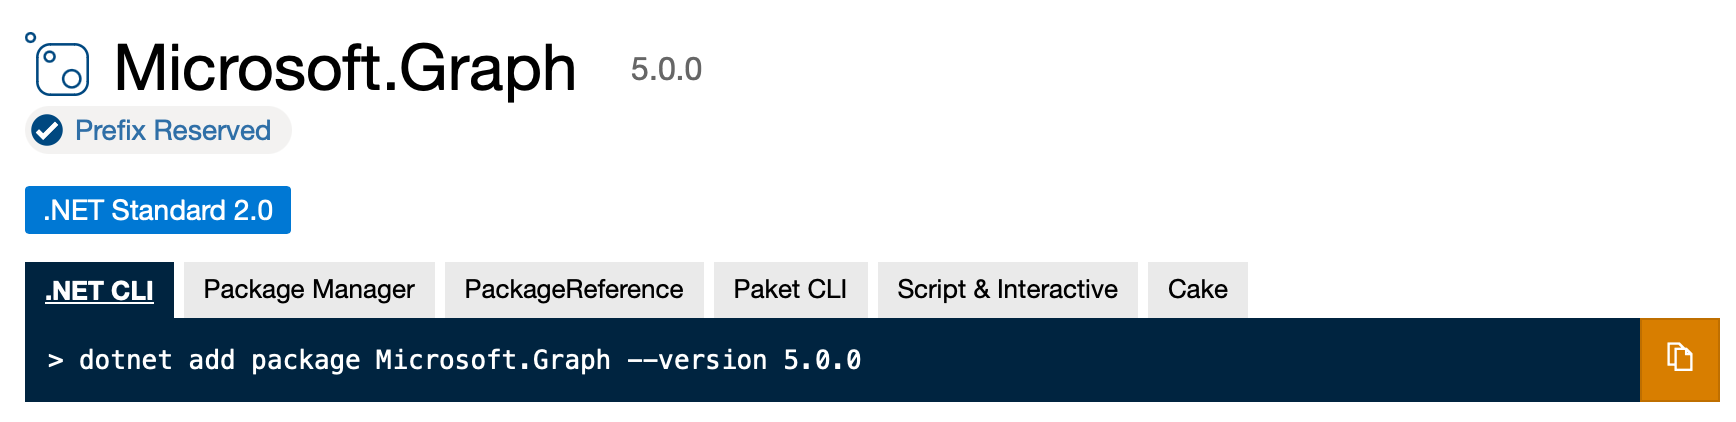 Microsoft.Graph 5.0.0
Prefix Reserved
.NET Standard 2.0
.NET CLI Package Manager PackageReference Paket CLI Script & Interactive Cake
> dotnet add package Microsoft.Graph --version 5.0.0